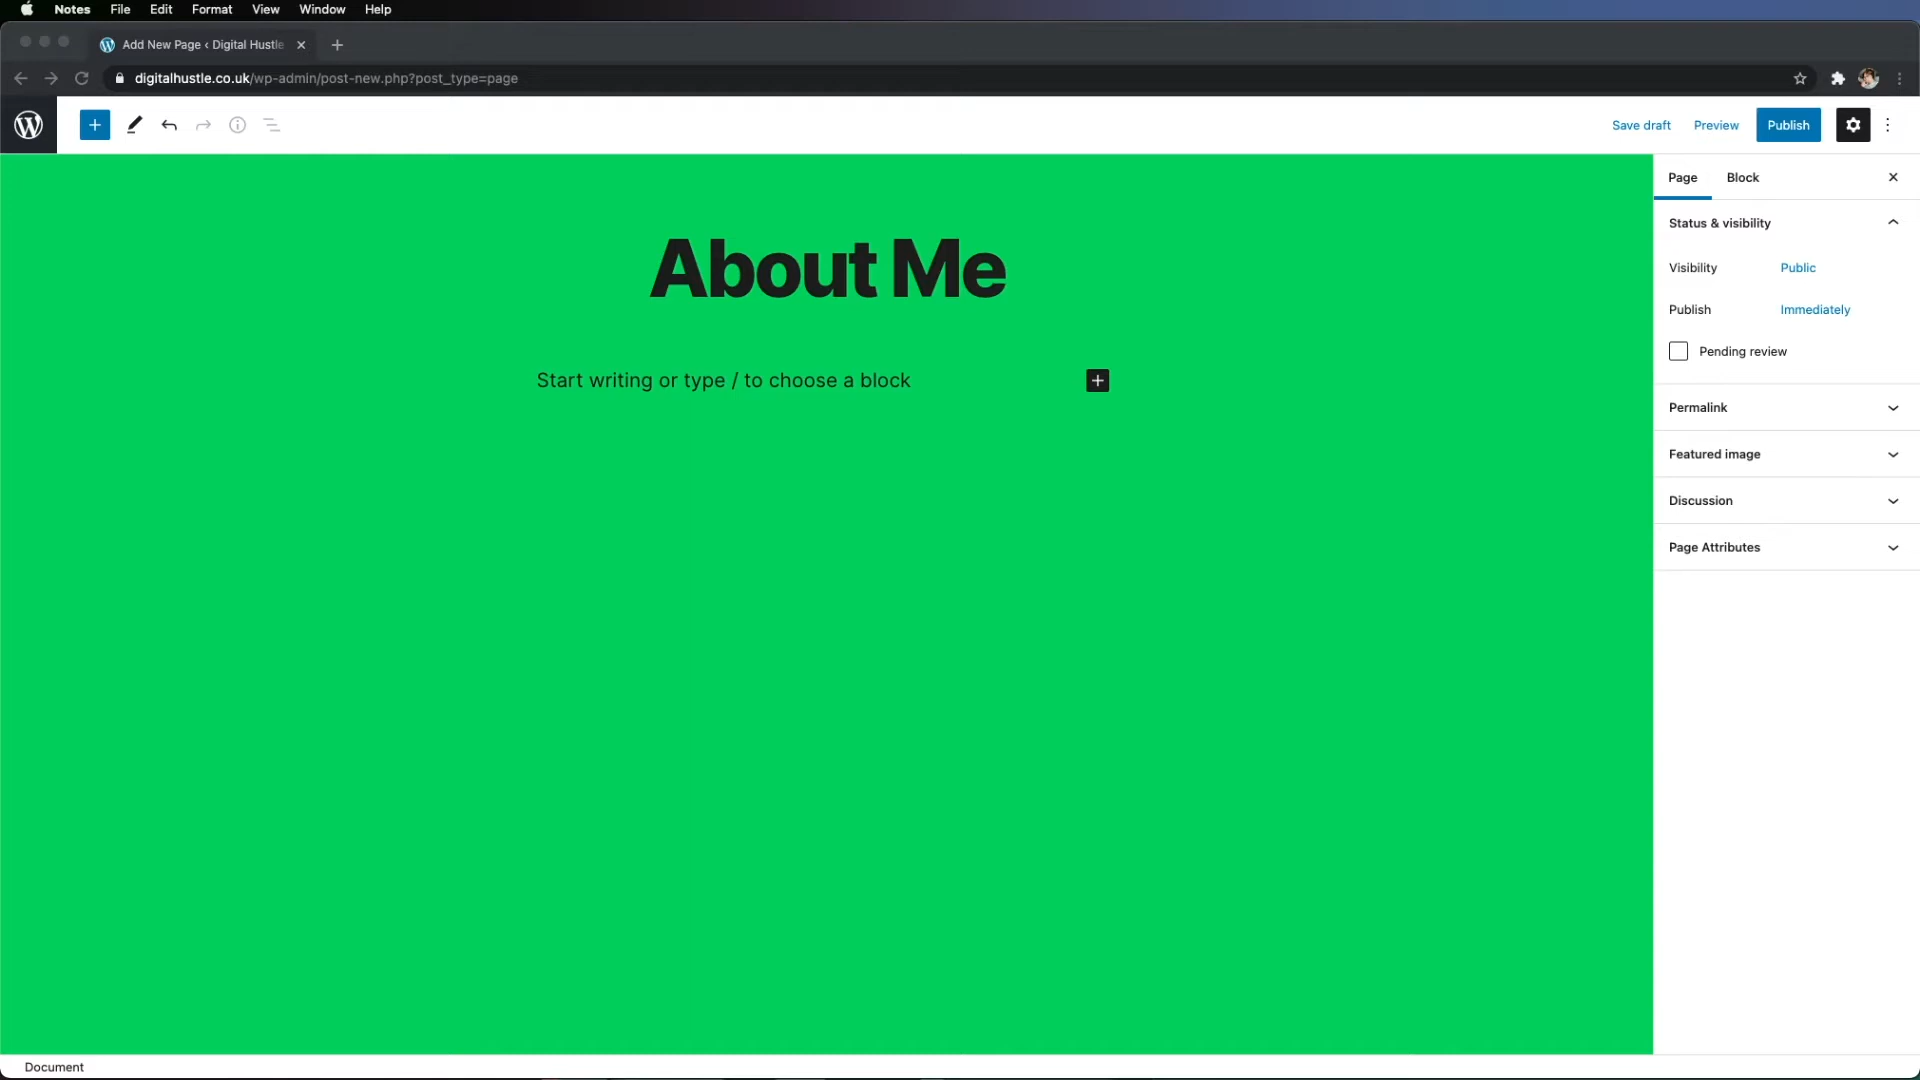 Notes File Edit Format View Window Help
Add New Page ‹ Digital Hustle
digitalhustle.co.uk/wp-admin/post-new.php?post_type=page
Save draft Preview Publish
Page Block
Status & visibility
Visibility Public
Publish Immediately
Pending review
Permalink
Featured image
Discussion
Page Attributes
About Me
Start writing or type / to choose a block
Document